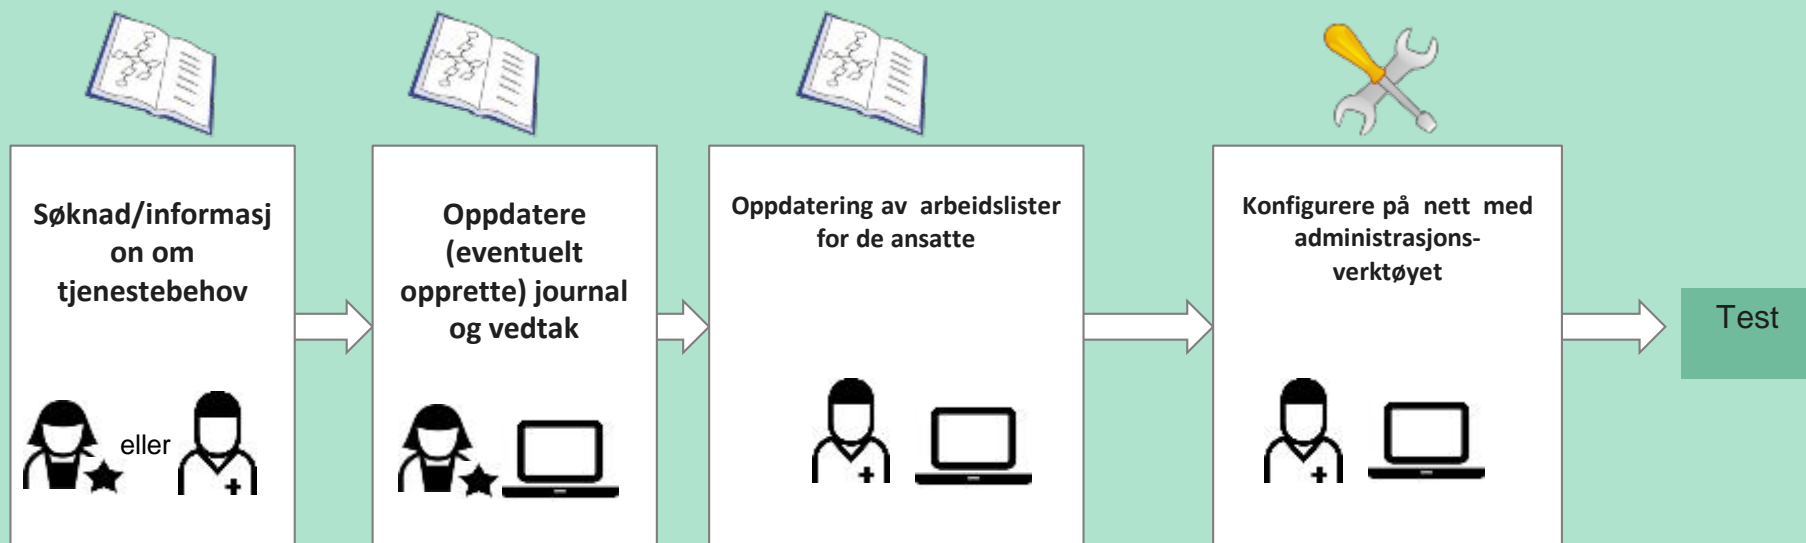 Søknad/informasj
on om
tjenestebehov
eller
Oppdatere
(eventuelt
opprette) journal
og vedtak
Oppdatering av arbeidslister
for de ansatte
Konfigurere på nett med
administrasjons-
verktøyet
Test